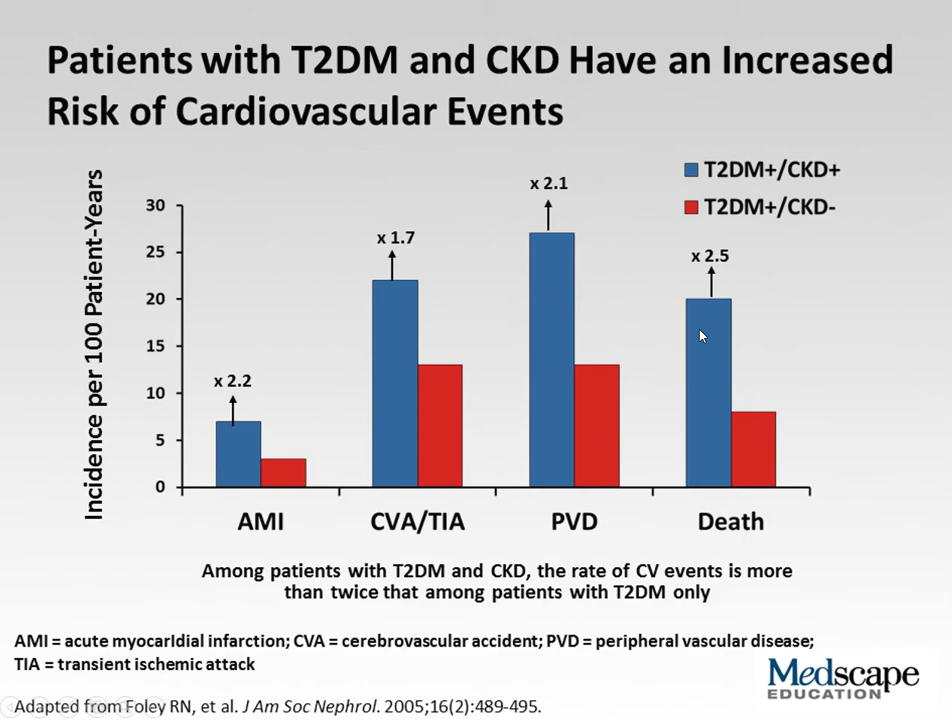 Patients with T2DM and CKD Have an Increased
Risk of Cardiovascular Events
T2DM+/CKD+
T2DM+/CKD-
Incidence per 100 Patient-Years
30
25
20
15
10
5
0
x 2.2
x 1.7
x 2.1
x 2.5
AMI
CVA/TIA
PVD
Death
Among patients with T2DM and CKD, the rate of CV events is more
than twice that among patients with T2DM only
AMI = acute myocarIdial infarction; CVA = cerebrovascular accident; PVD = peripheral vascular disease;
TIA = transient ischemic attack
Medscape
EDUCATION
Adapted from Foley RN, et al. J Am Soc Nephrol. 2005;16(2):489-495.